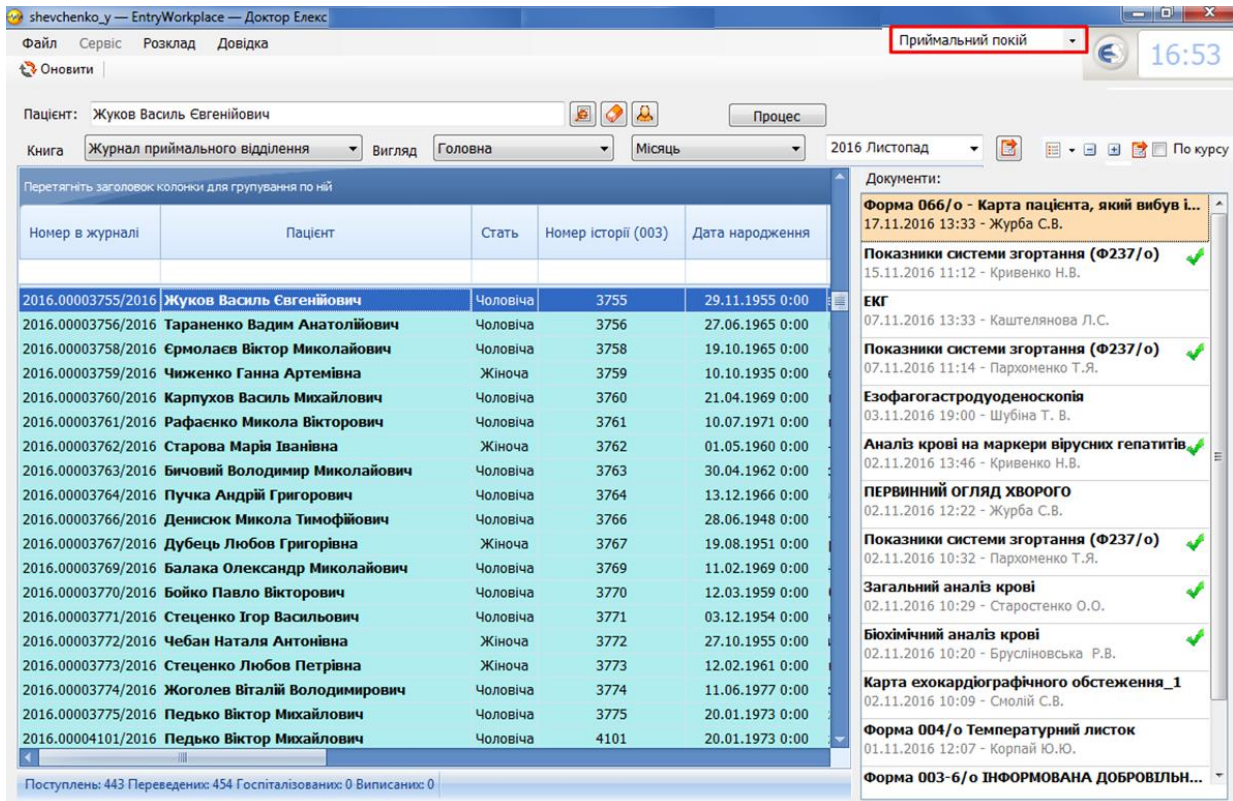 shevchenko_y — EntryWorkplace — Доктор Елекс
Файл Сервіс Розклад Довідка
Приймальний покій
16:53
Оновити
Пацієнт: Жуков Василь Євгенійович
Процес
Книга Журнал приймального відділення Вигляд Головна Місяць 2016 Листопад По курсу
Перетягніть заголовок колонки для групування по ній
Номер в журналі Пацієнт Стать Номер історії (003) Дата народження
2016.00003755/2016 Жуков Василь Євгенійович Чоловіча 3755 29.11.1955 0:00
2016.00003756/2016 Тараненко Вадим Анатолійович Чоловіча 3756 27.06.1965 0:00
2016.00003758/2016 Єрмолаєв Віктор Миколайович Чоловіча 3758 19.10.1965 0:00
2016.00003759/2016 Чиженко Ганна Артемівна Жіноча 3759 10.10.1935 0:00
2016.00003760/2016 Карпухов Василь Михайлович Чоловіча 3760 21.04.1969 0:00
2016.00003761/2016 Рафаєнко Микола Вікторович Чоловіча 3761 10.07.1971 0:00
2016.00003762/2016 Старова Марія Іванівна Жіноча 3762 01.05.1960 0:00
2016.00003763/2016 Бичовий Володимир Миколайович Чоловіча 3763 30.04.1962 0:00
2016.00003764/2016 Пучка Андрій Григорович Чоловіча 3764 13.12.1966 0:00
2016.00003766/2016 Денисюк Микола Тимофійович Чоловіча 3766 28.06.1948 0:00
2016.00003767/2016 Дубець Любов Григорівна Жіноча 3767 19.08.1951 0:00
2016.00003769/2016 Балака Олександр Миколайович Чоловіча 3769 11.02.1969 0:00
2016.00003770/2016 Бойко Павло Вікторович Чоловіча 3770 12.03.1959 0:00
2016.00003771/2016 Стеценко Ігор Васильович Чоловіча 3771 03.12.1954 0:00
2016.00003772/2016 Чебан Наталя Антонівна Жіноча 3772 27.10.1955 0:00
2016.00003773/2016 Стеценко Любов Петрівна Жіноча 3773 12.02.1961 0:00
2016.00003774/2016 Жоголев Віталій Володимирович Чоловіча 3774 11.06.1977 0:00
2016.00003775/2016 Педько Віктор Михайлович Чоловіча 3775 20.01.1973 0:00
2016.00004101/2016 Педько Віктор Михайлович Чоловіча 4101 20.01.1973 0:00
Поступлень: 443 Переведених: 454 Госпіталізованих: 0 Виписаних: 0
Документи:
Форма 066/о - Карта пацієнта, який вибув і...
17.11.2016 13:33 - Журба С.В.
Показники системи згортання (Ф237/о)
15.11.2016 11:12 - Кривенко Н.В.
ЕКГ
07.11.2016 13:33 - Каштелянова Л.С.
Показники системи згортання (Ф237/о)
07.11.2016 11:14 - Пархоменко Т.Я.
Езофагогастродуоденоскопія
03.11.2016 19:00 - Шубіна Т. В.
Аналіз крові на маркери вірусних гепатитів
02.11.2016 13:46 - Кривенко Н.В.
ПЕРВИННИЙ ОГЛЯД ХВОРОГО
02.11.2016 12:22 - Журба С.В.
Показники системи згортання (Ф237/о)
02.11.2016 10:32 - Пархоменко Т.Я.
Загальний аналіз крові
02.11.2016 10:29 - Старостенко О.О.
Біохімічний аналіз крові
02.11.2016 10:20 - Бруслiновська Р.В.
Карта ехокардіографічного обстеження_1
02.11.2016 10:09 - Смолій С.В.
Форма 004/о Температурний листок
01.11.2016 12:07 - Корпай Ю.Ю.
Форма 003-6/о ІНФОРМОВАНА ДОБРОВІЛЬН...